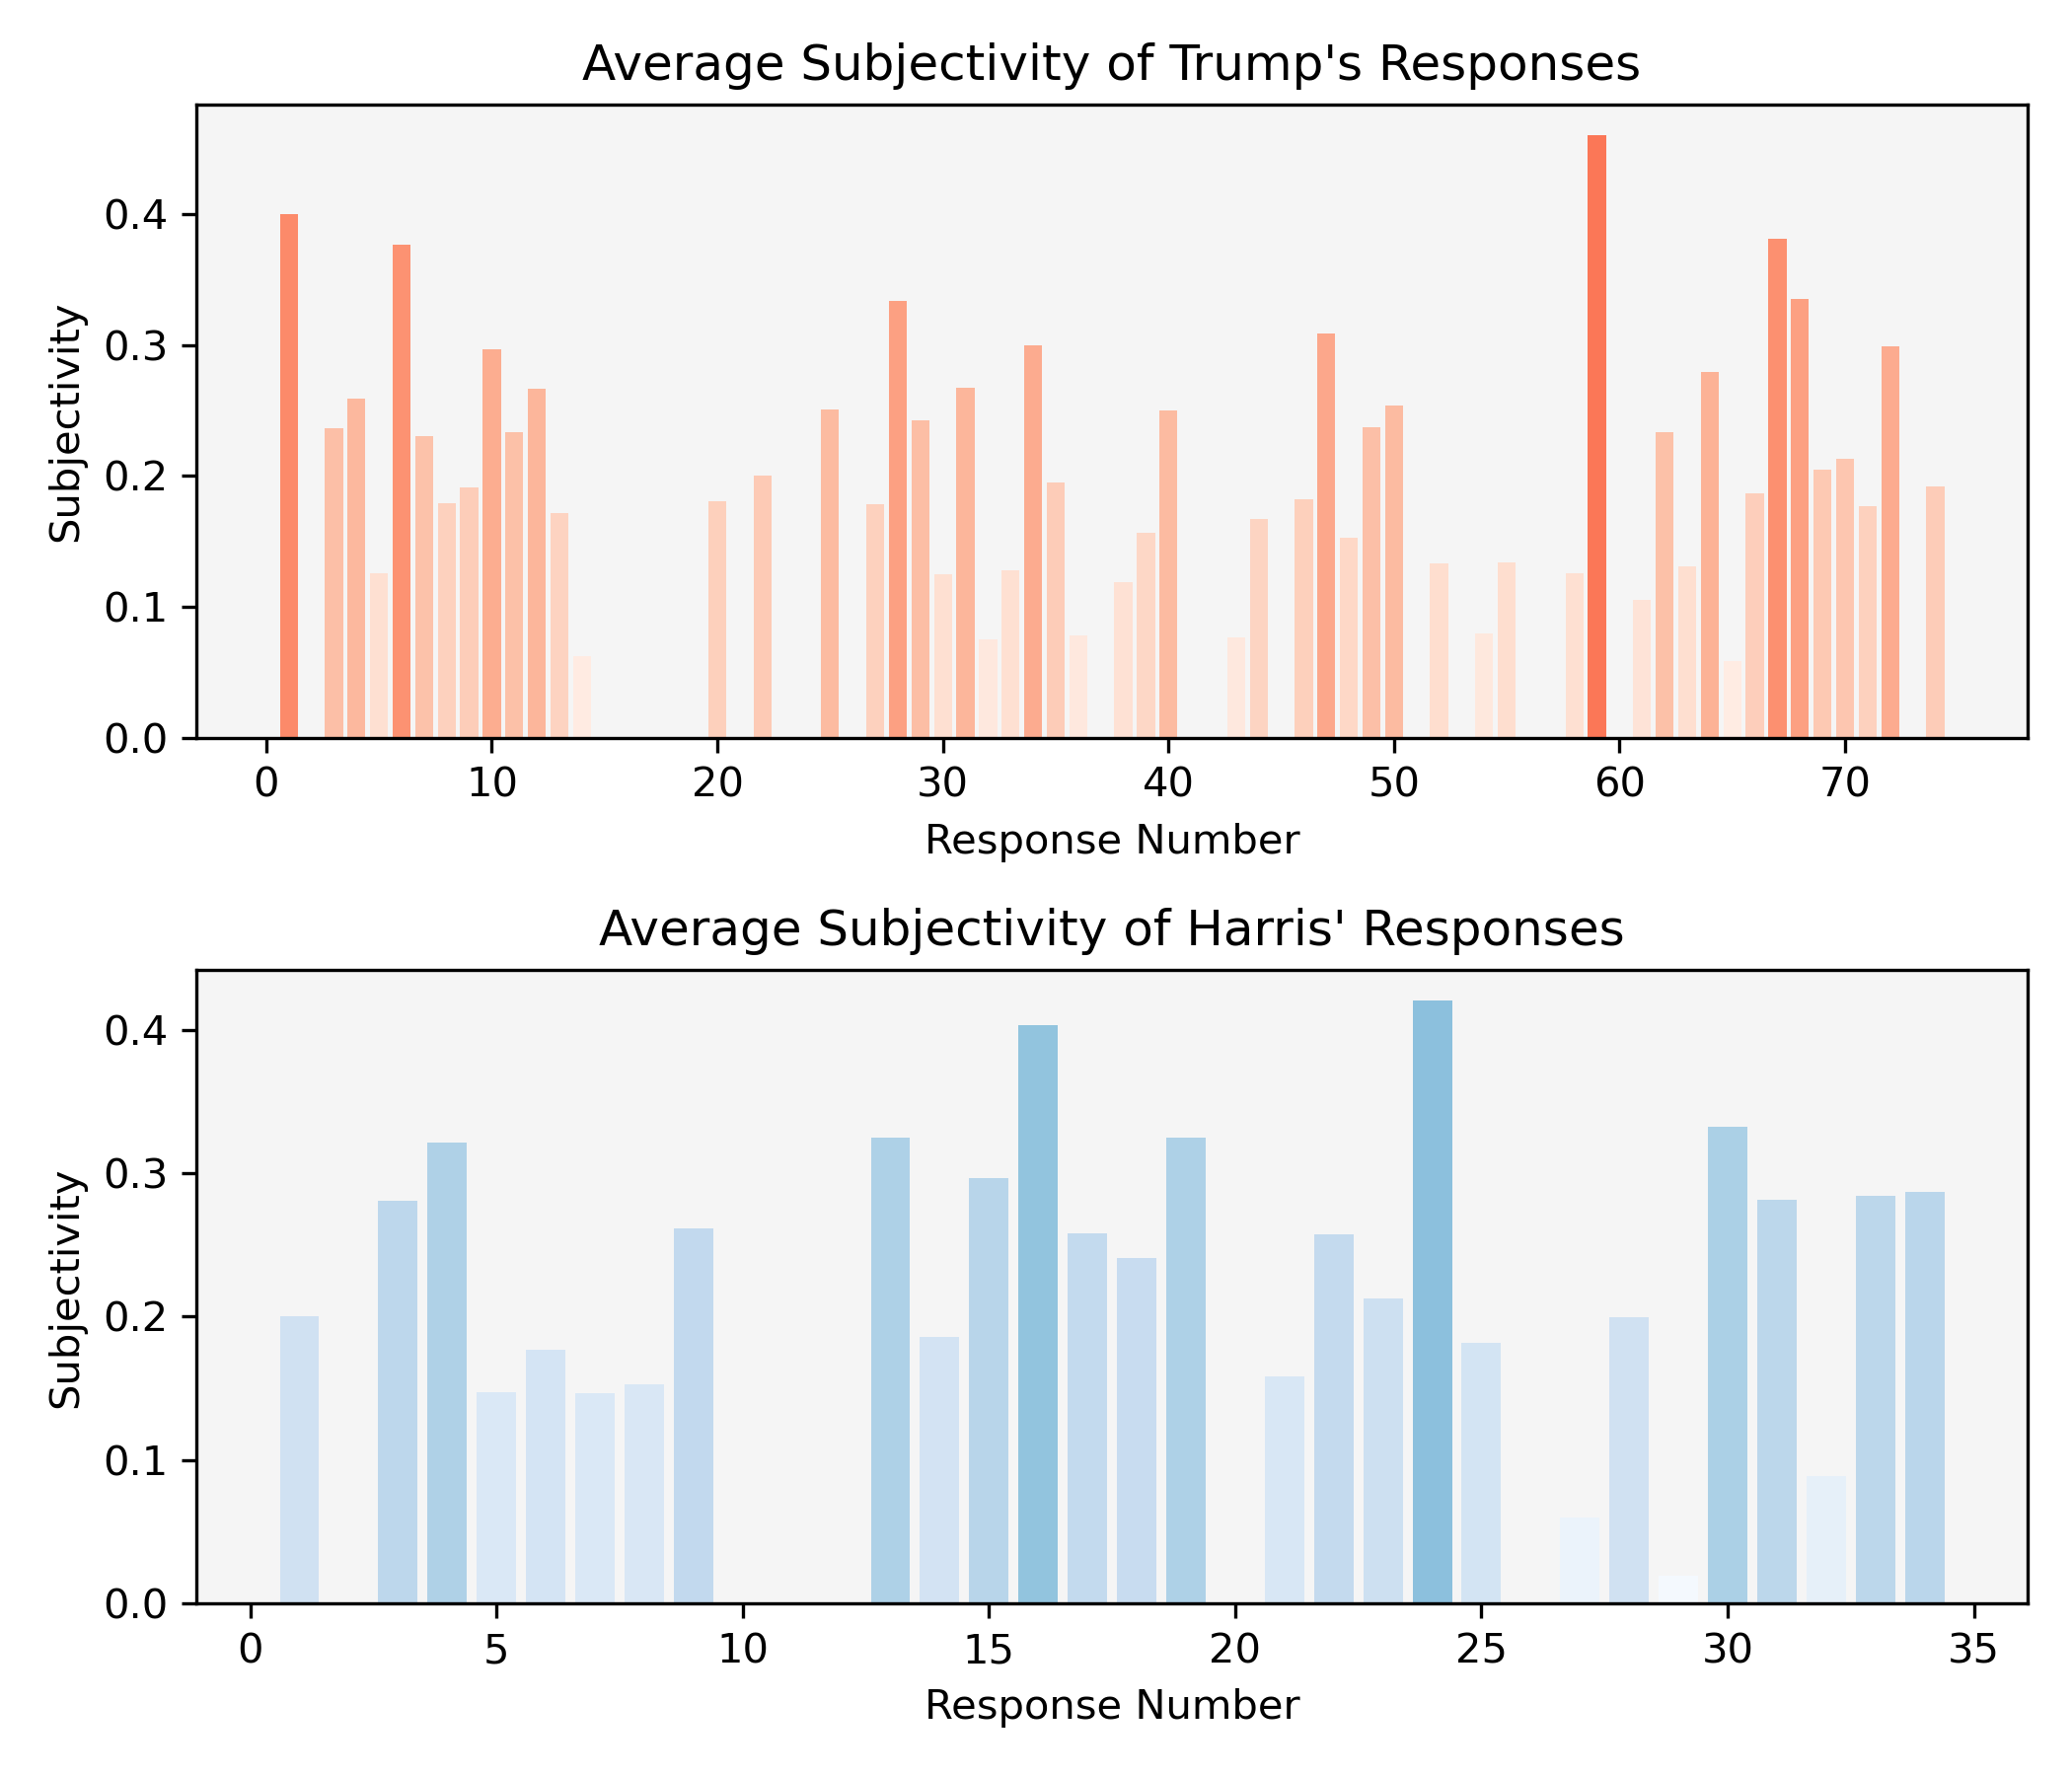 Average Subjectivity of Trump's Responses
0.4
0.3
0.2
0.1
0.0
Subjectivity
0 10 20 30 40 50 60 70
Response Number
Average Subjectivity of Harris' Responses
0.4
0.3
0.2
0.1
0.0
Subjectivity
0 5 10 15 20 25 30 35
Response Number